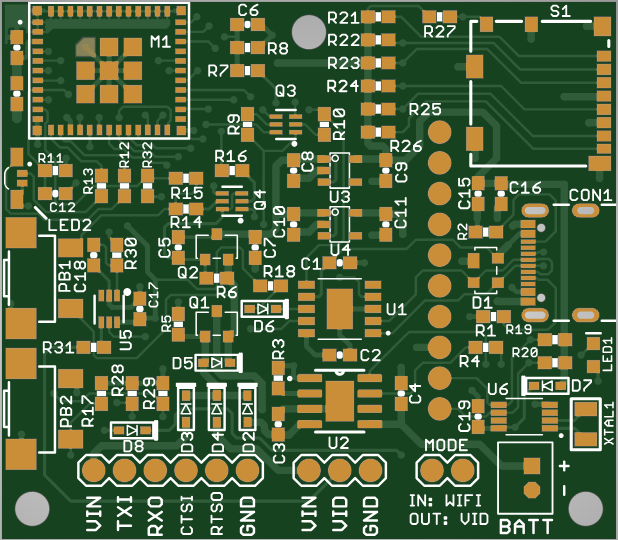 C6
R21
R27
S1
M1
R22
R8
R23
R7
R24
Q3
R25
R9
R10
R26
R11
R12
R32
R16
C8
C9
R13
R15
C15
C16
CON1
C12
R14
Q4
U3
LED2
C10
C11
R2
C5
C7
U4
PB1
C18
R30
Q2
C1
R6
R18
D1
C17
Q1
U1
R5
D6
R1
R19
U5
R31
D5
R3
C2
R4
R20
LED1
R28
R29
C4
U6
D7
PB2
R17
C19
XTAL1
D8
D3
D4
D2
C3
U2
MODE
+
-
VIN
TXI
RXO
CTSI
RTSO
GND
VIN
VID
GND
IN: WIFI
OUT: VID
BATT